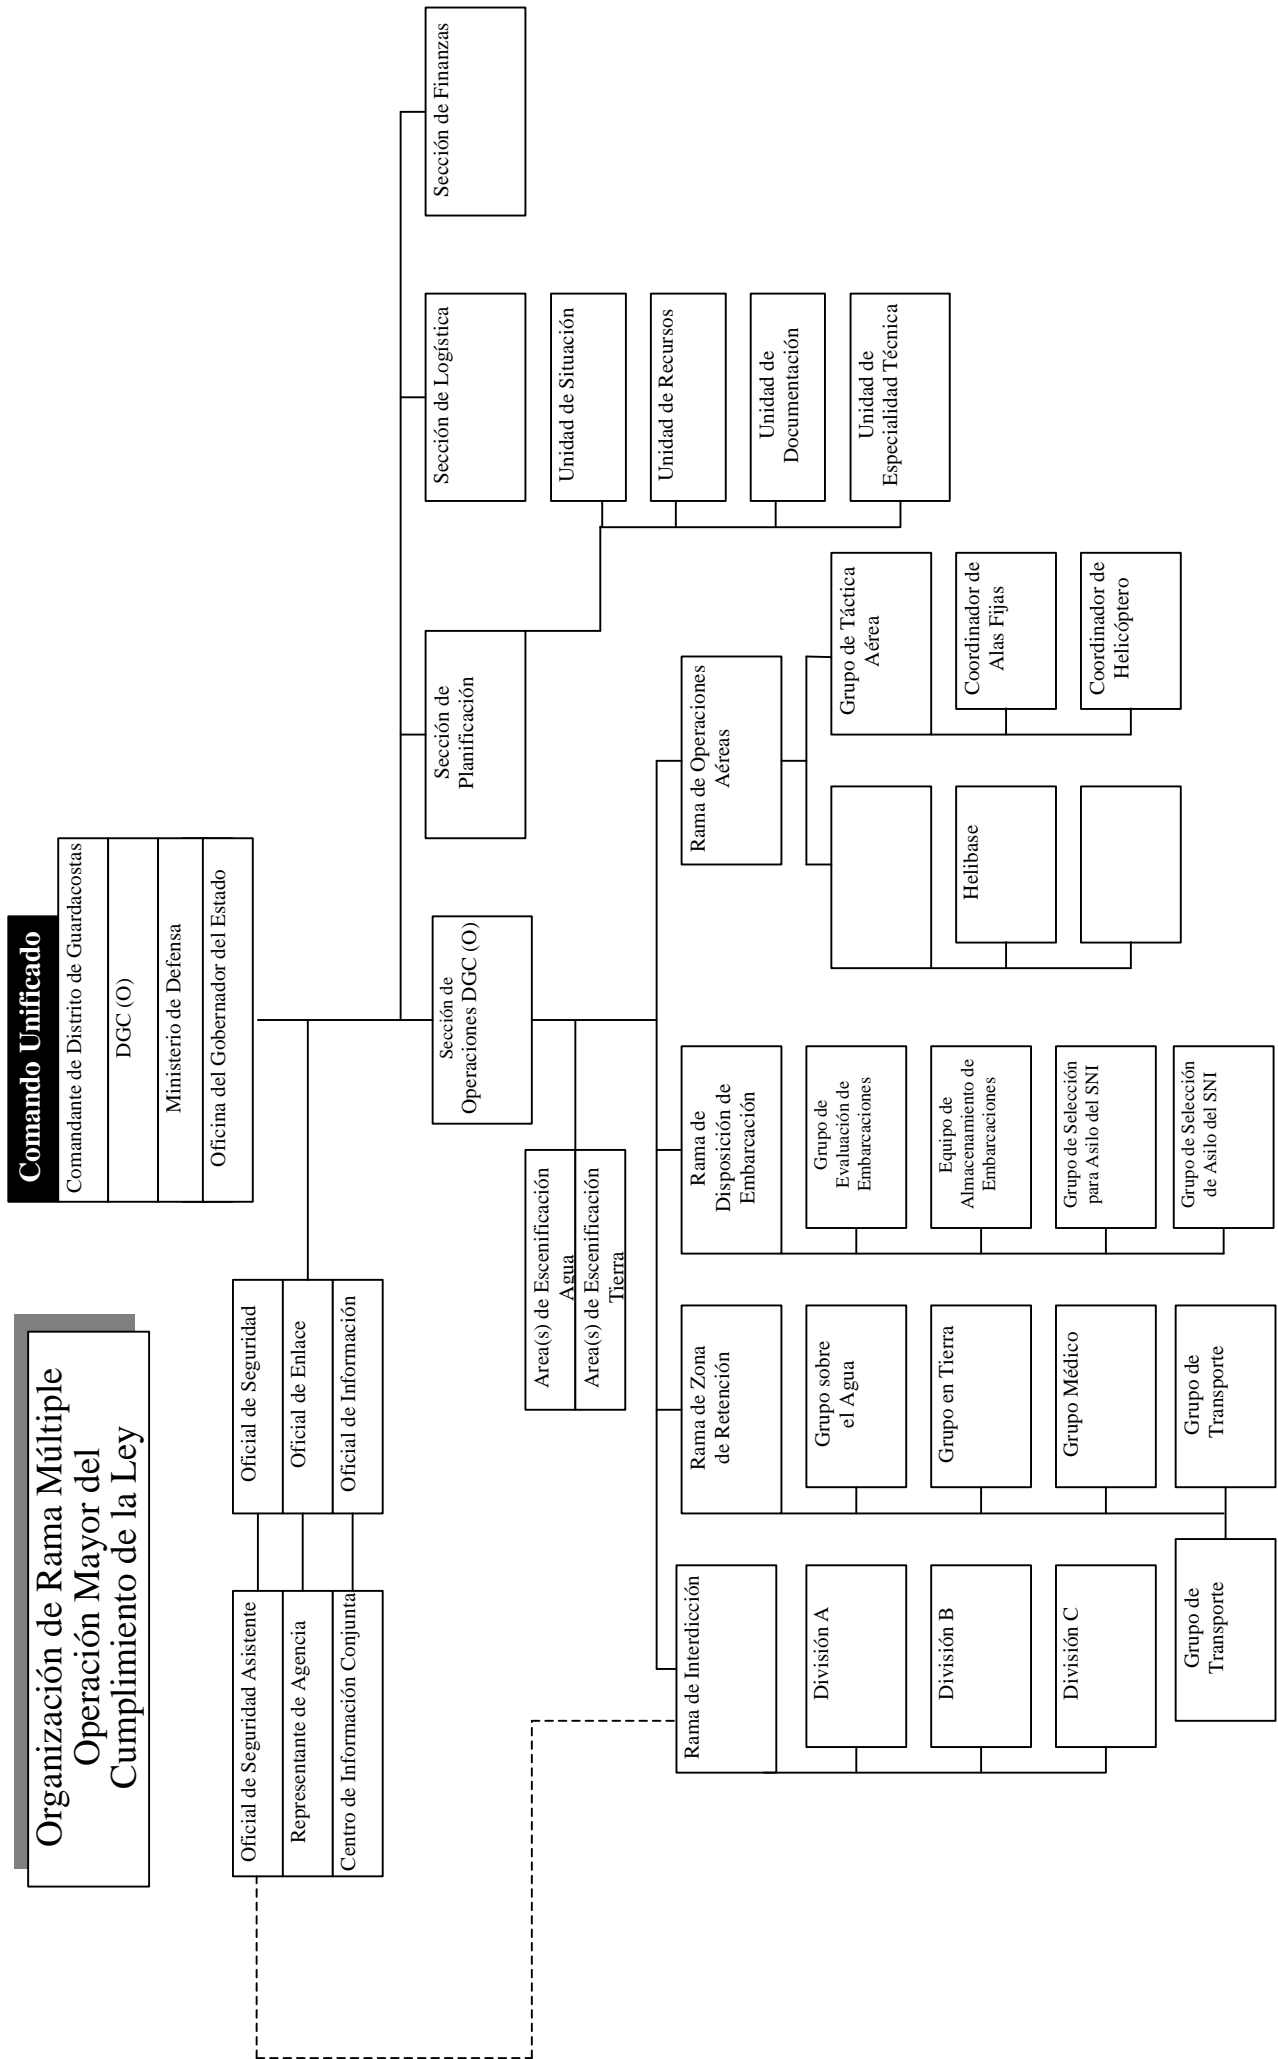 Organización de Rama Múltiple
Operación Mayor del
Cumplimiento de la Ley
Comando Unificado
Comandante de Distrito de Guardacostas
DGC (O)
Ministerio de Defensa
Oficina del Gobernador del Estado
Oficial de Seguridad Asistente
Representante de Agencia
Centro de Información Conjunta
Oficial de Seguridad
Oficial de Enlace
Oficial de Información
Sección de
Operaciones DGC (O)
Sección de
Planificación
Sección de Logística
Sección de Finanzas
Area(s) de Escenificación
Agua
Area(s) de Escenificación
Tierra
Unidad de Situación
Unidad de Recursos
Unidad de
Documentación
Unidad de
Especialidad Técnica
Rama de Interdicción
División A
División B
División C
Grupo de
Transporte
Rama de Zona
de Retención
Grupo sobre
el Agua
Grupo en Tierra
Grupo Médico
Grupo de
Transporte
Rama de
Disposición de
Embarcación
Grupo de
Evaluación de
Embarcaciones
Equipo de
Almacenamiento de
Embarcaciones
Grupo de Selección
para Asilo del SNI
Grupo de Selección
de Asilo del SNI
Rama de Operaciones
Aéreas
Helibase
Grupo de Táctica
Aérea
Coordinador de
Alas Fijas
Coordinador de
Helicóptero